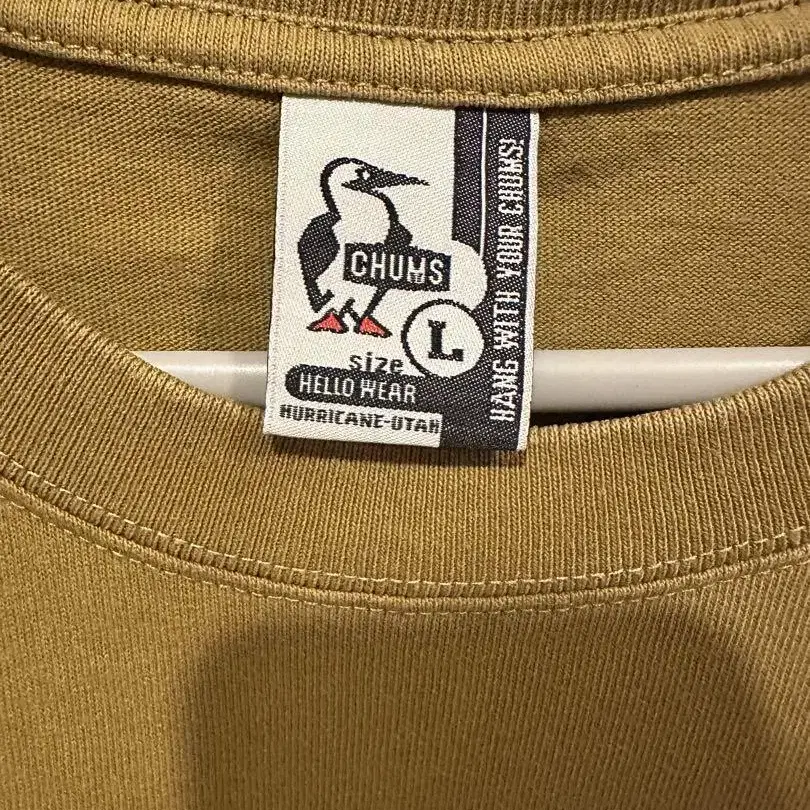 CHUMS
L
size
HELLO WEAR
HURRICANE-UTAH
HANG WITH YOUR CHUMS!